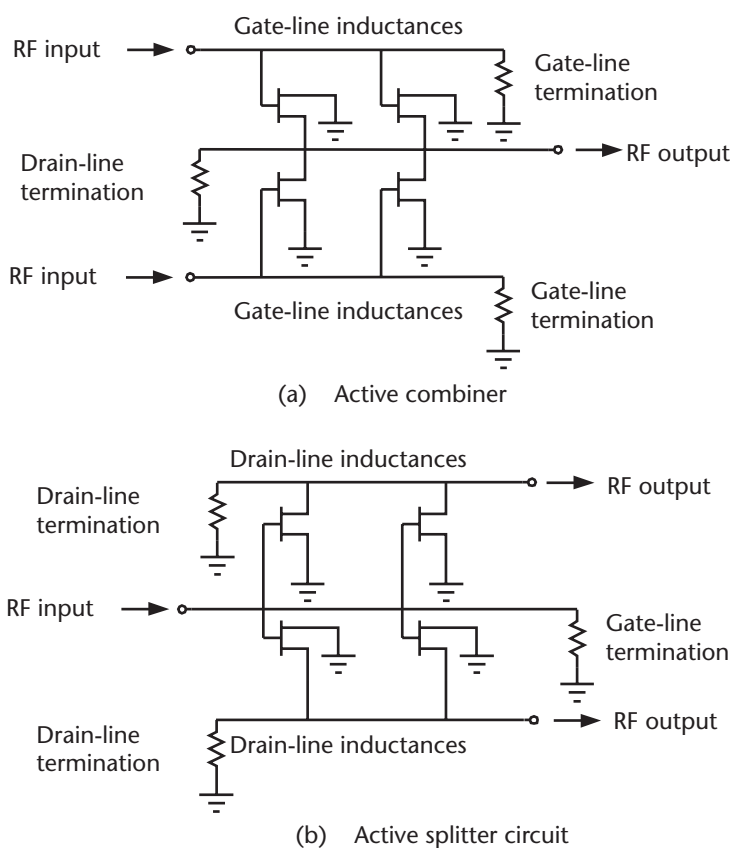 Gate-line inductances
RF input
Gate-line
termination
RF output
Drain-line
termination
RF input
Gate-line inductances
Gate-line
termination
(a) Active combiner
Drain-line inductances
Drain-line
termination
RF output
RF input
Gate-line
termination
RF output
Drain-line
termination
Drain-line inductances
(b) Active splitter circuit